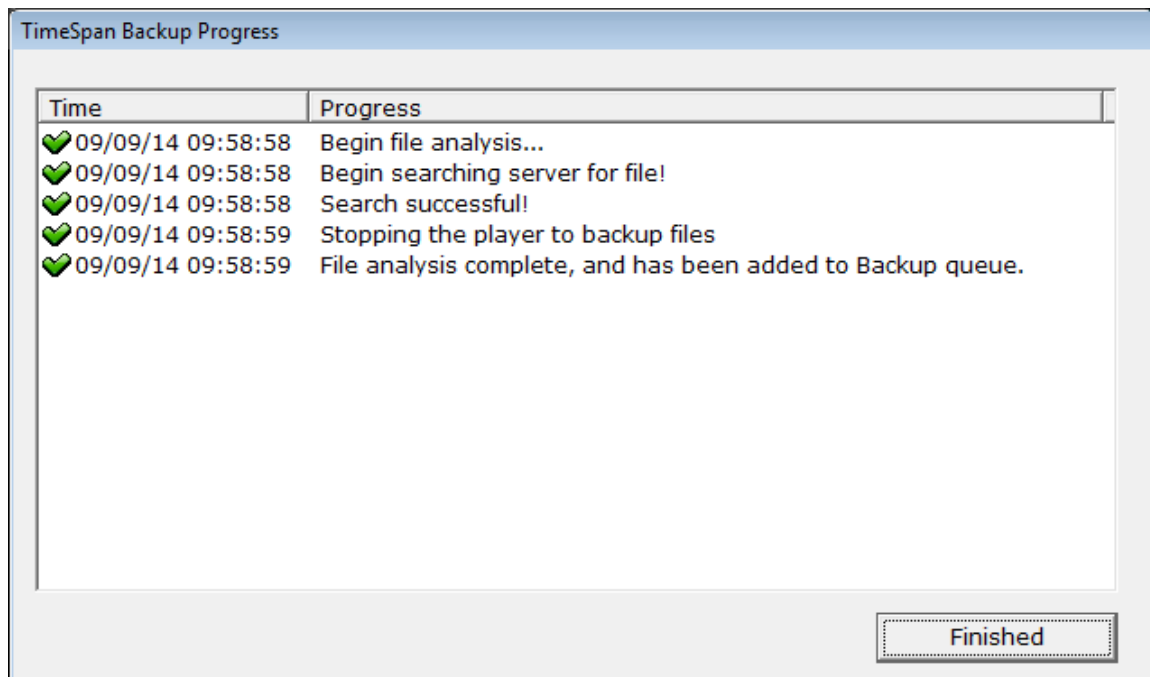 TimeSpan Backup Progress
Time Progress
09/09/14 09:58:58 Begin file analysis...
09/09/14 09:58:58 Begin searching server for file!
09/09/14 09:58:58 Search successful!
09/09/14 09:58:59 Stopping the player to backup files
09/09/14 09:58:59 File analysis complete, and has been added to Backup queue.
Finished